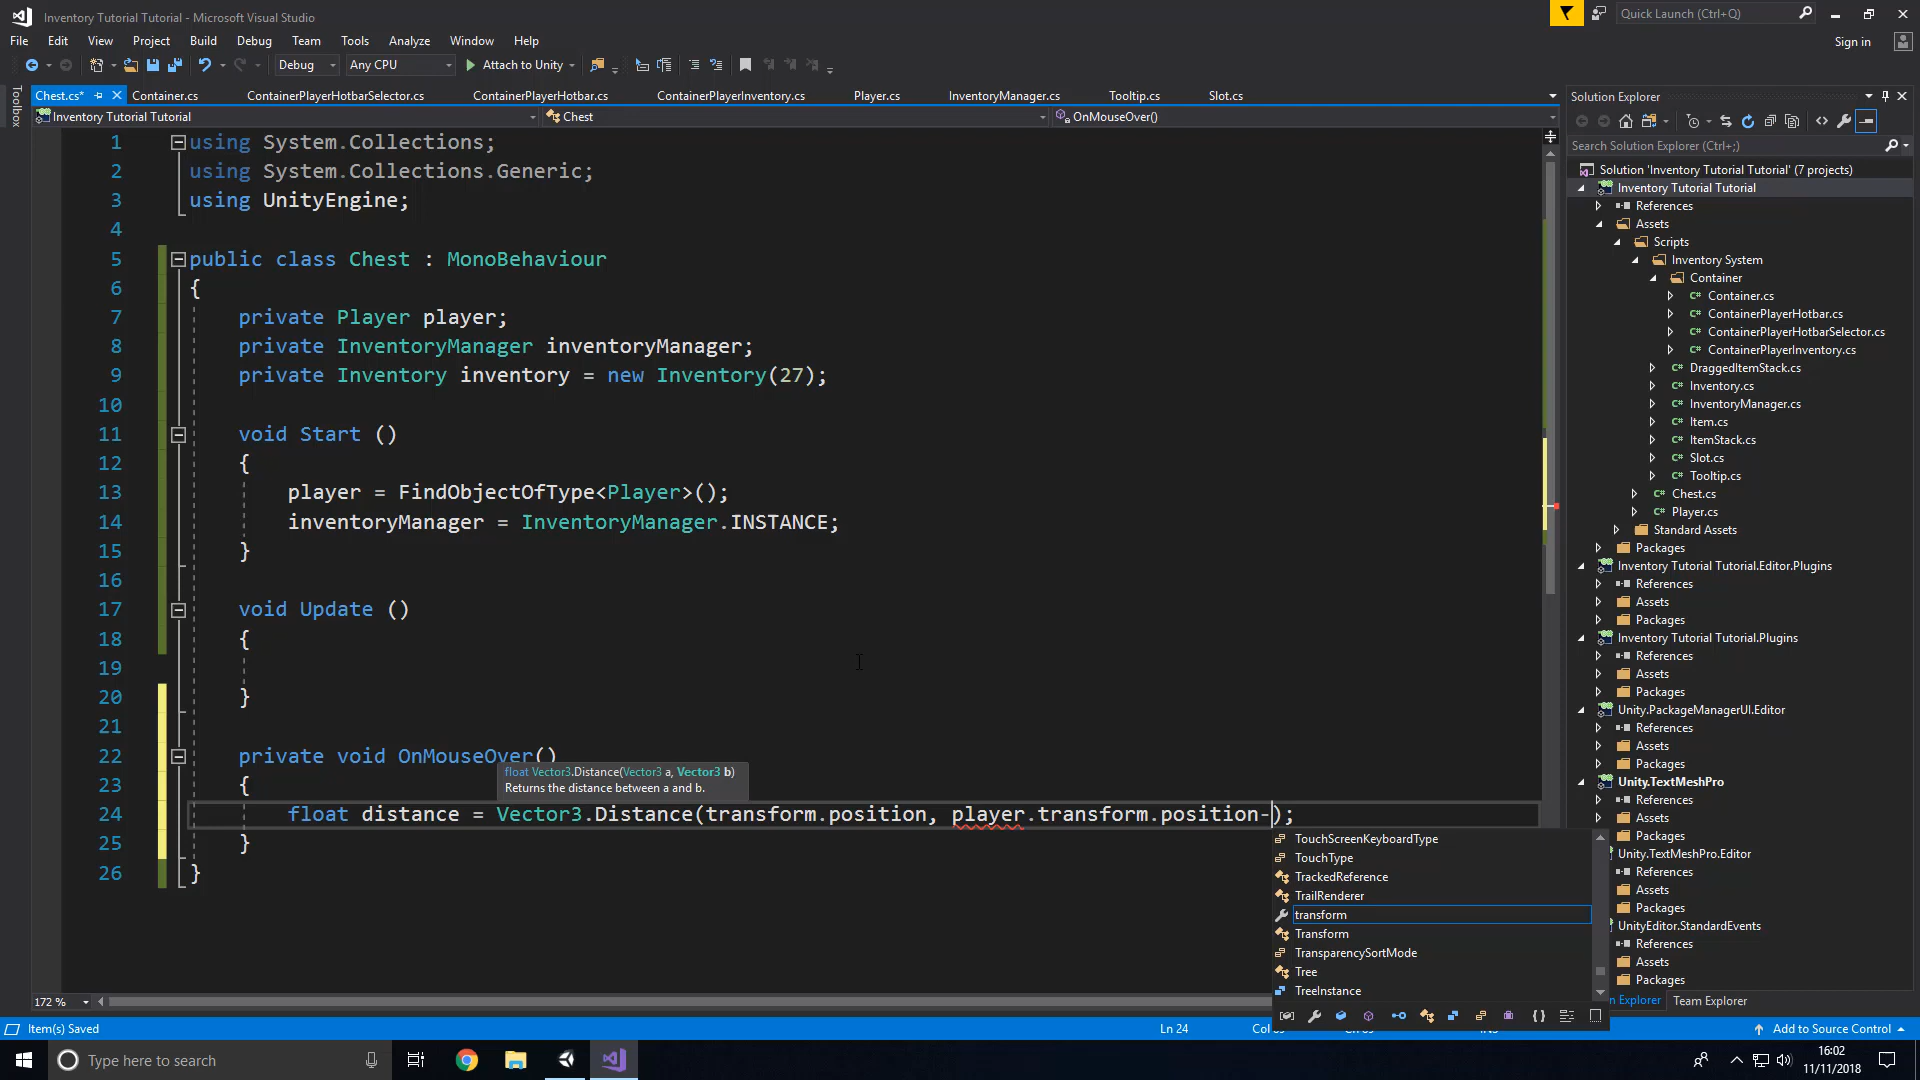 Inventory Tutorial Tutorial - Microsoft Visual Studio
Quick Launch (Ctrl+Q)
File Edit View Project Build Debug Team Tools Analyze Window Help
Sign in
Debug Any CPU Attach to Unity
Toolbox
Chest.cs* Container.cs ContainerPlayerHotbarSelector.cs ContainerPlayerHotbar.cs ContainerPlayerInventory.cs Player.cs InventoryManager.cs Tooltip.cs Slot.cs
Inventory Tutorial Tutorial Chest OnMouseOver()
1 using System.Collections;
2 using System.Collections.Generic;
3 using UnityEngine;
4
5 public class Chest : MonoBehaviour
6 {
7 private Player player;
8 private InventoryManager inventoryManager;
9 private Inventory inventory = new Inventory(27);
10
11 void Start ()
12 {
13 player = FindObjectOfType<Player>();
14 inventoryManager = InventoryManager.INSTANCE;
15 }
16
17 void Update ()
18 {
19
20 }
21
22 private void OnMouseOver()
23 {
float Vector3.Distance(Vector3 a, Vector3 b)
Returns the distance between a and b.
24 float distance = Vector3.Distance(transform.position, player.transform.position-);
25 }
26 }
TouchScreenKeyboardType
TouchType
TrackedReference
TrailRenderer
transform
Transform
TransparencySortMode
Tree
TreeInstance
Solution Explorer
Search Solution Explorer (Ctrl+;)
Solution 'Inventory Tutorial Tutorial' (7 projects)
Inventory Tutorial Tutorial
References
Assets
Scripts
Inventory System
Container
C# Container.cs
C# ContainerPlayerHotbar.cs
C# ContainerPlayerHotbarSelector.cs
C# ContainerPlayerInventory.cs
C# DraggedItemStack.cs
C# Inventory.cs
C# InventoryManager.cs
C# Item.cs
C# ItemStack.cs
C# Slot.cs
C# Tooltip.cs
C# Chest.cs
C# Player.cs
Standard Assets
Packages
Inventory Tutorial Tutorial.Editor.Plugins
References
Assets
Packages
Inventory Tutorial Tutorial.Plugins
References
Assets
Packages
Unity.PackageManagerUI.Editor
References
Assets
Packages
Unity.TextMeshPro
References
Assets
Packages
Unity.TextMeshPro.Editor
References
Assets
Packages
UnityEditor.StandardEvents
References
Assets
Packages
n Explorer Team Explorer
172 %
Item(s) Saved Ln 24 Add to Source Control
Type here to search
16:02
11/11/2018